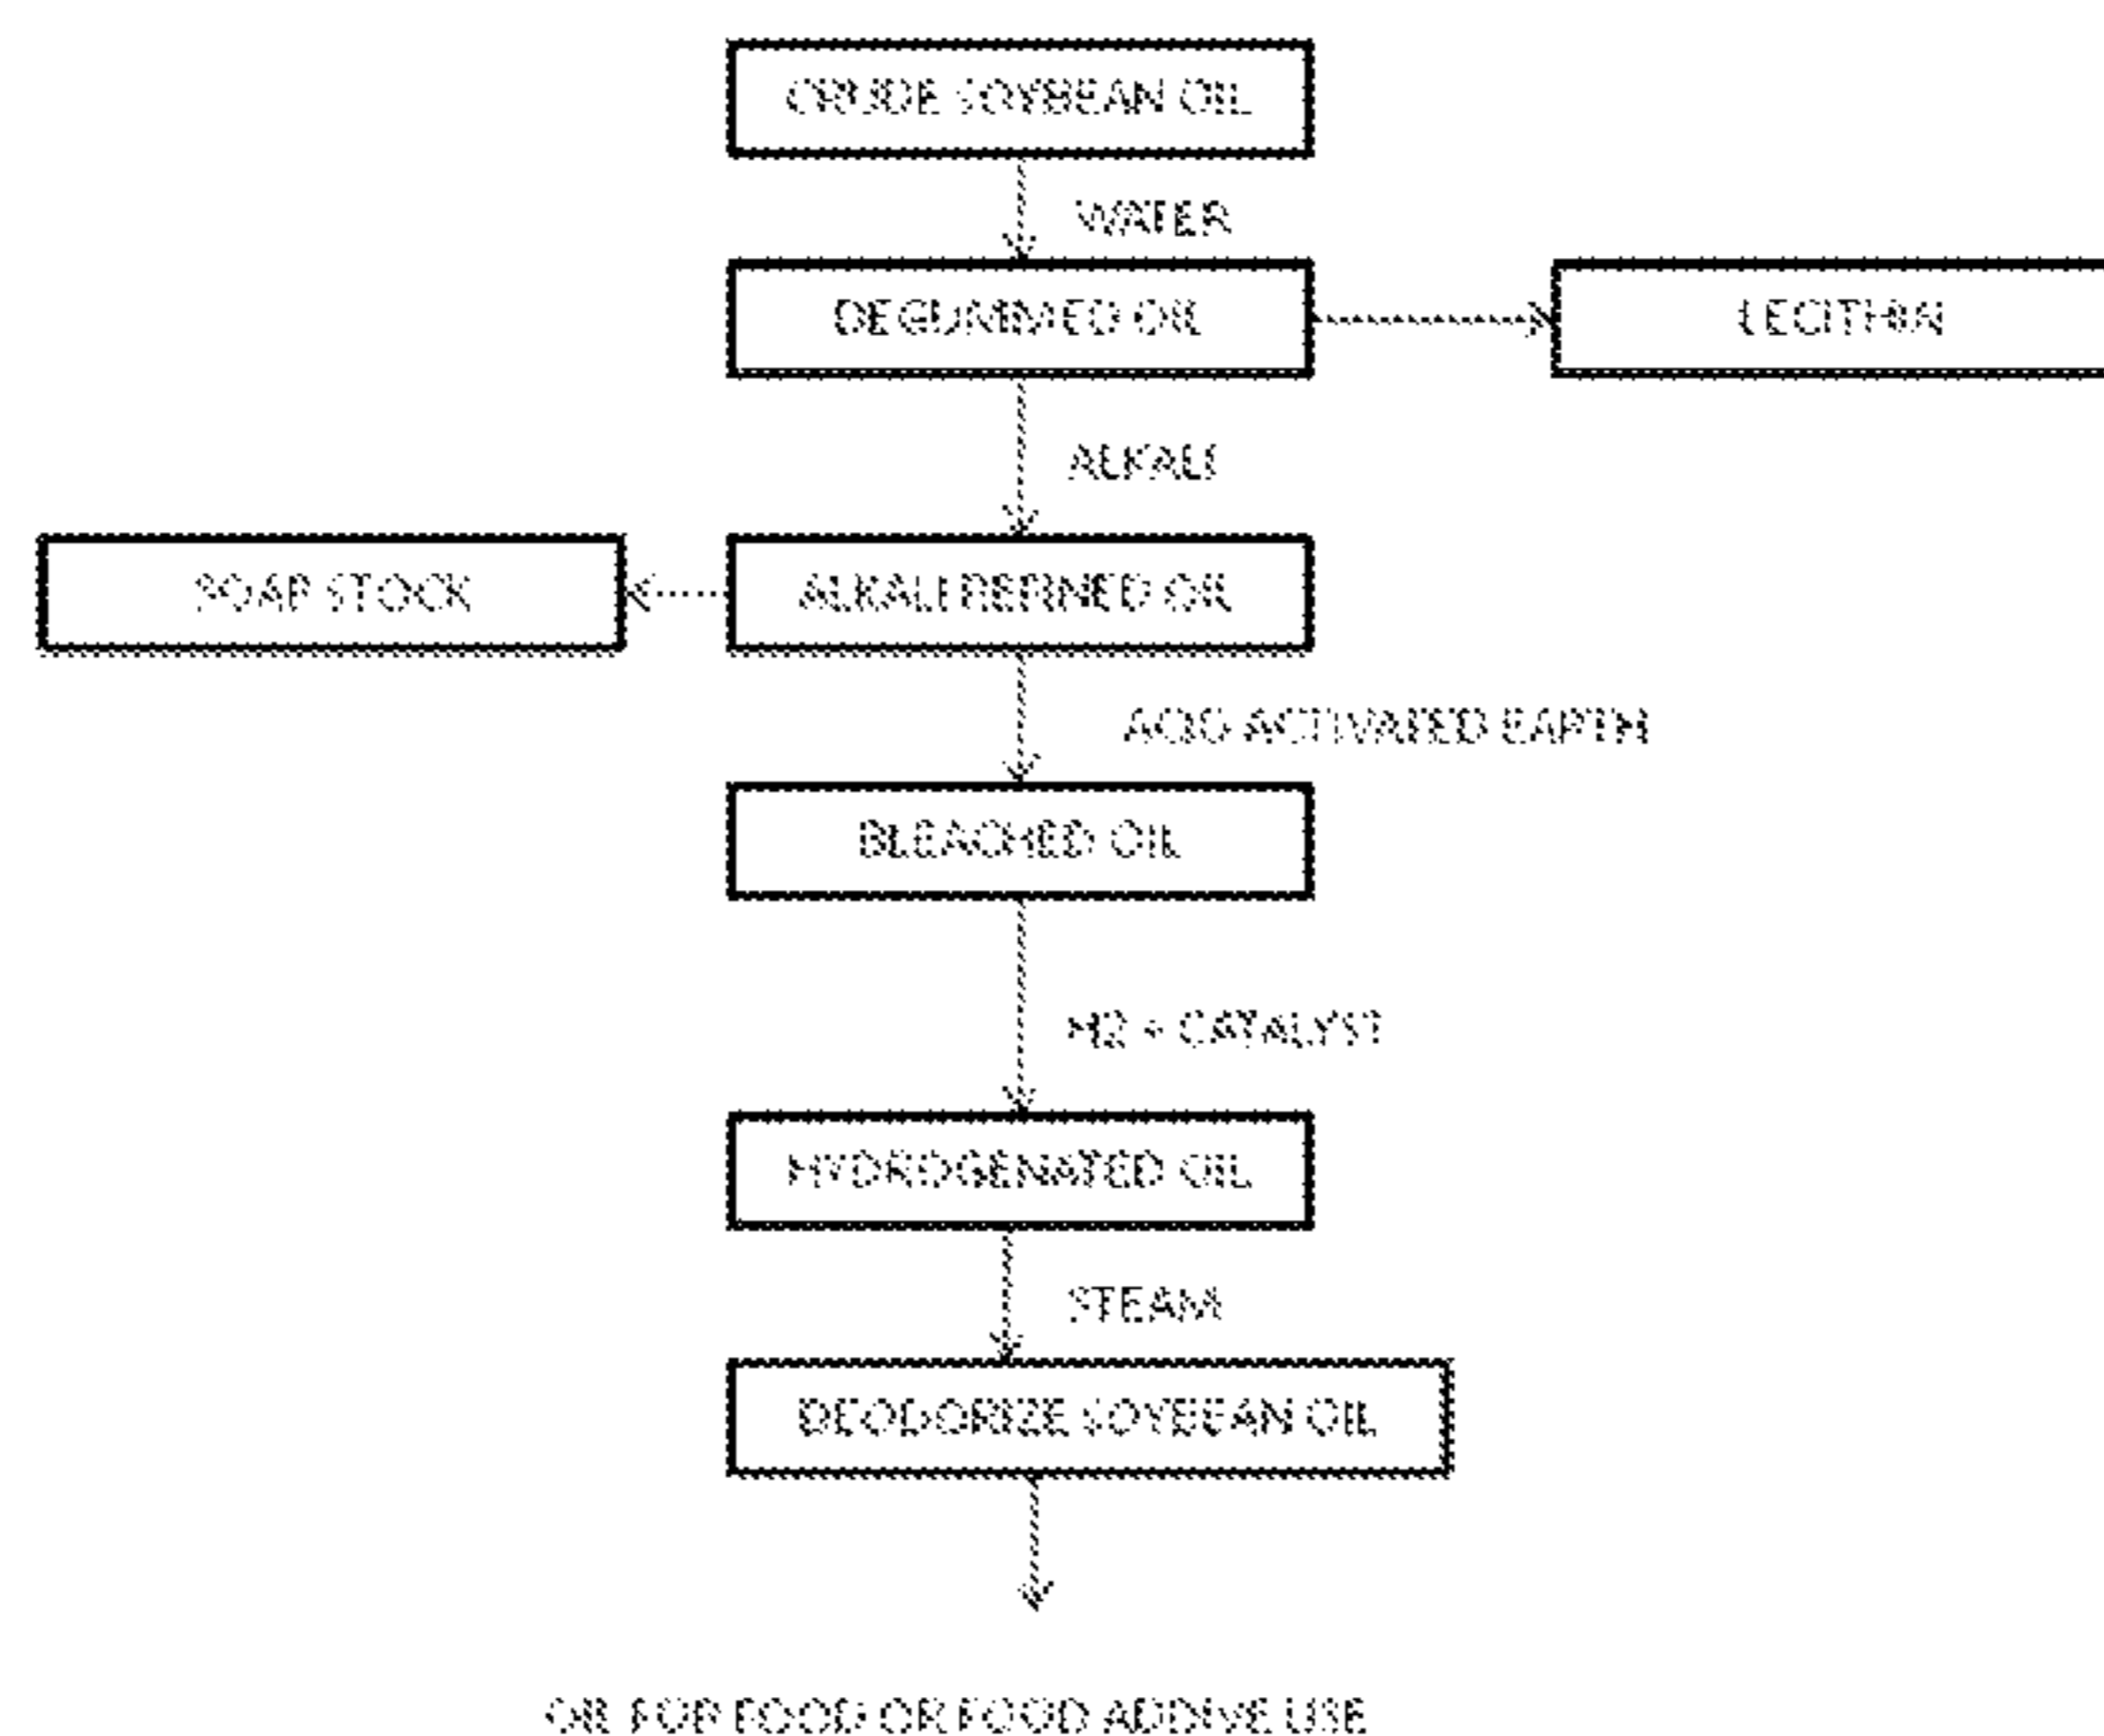 CRUDE SOYBEAN OIL
WATER
DEGUMMED OIL
LECITHIN
ALKALI
SOAP STOCK
ALKALI REFINED OIL
ACID ACTIVATED EARTH
BLEACHED OIL
H2 + CATALYST
HYDROGENATED OIL
STEAM
DEODORIZE SOYBEAN OIL
OIL FOR FOOD OR FOOD ADDIVE USE